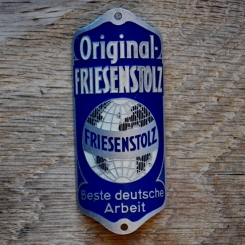 Original-
FRIESENSTOLZ
FRIESENSTOLZ
Beste deutsche
Arbeit